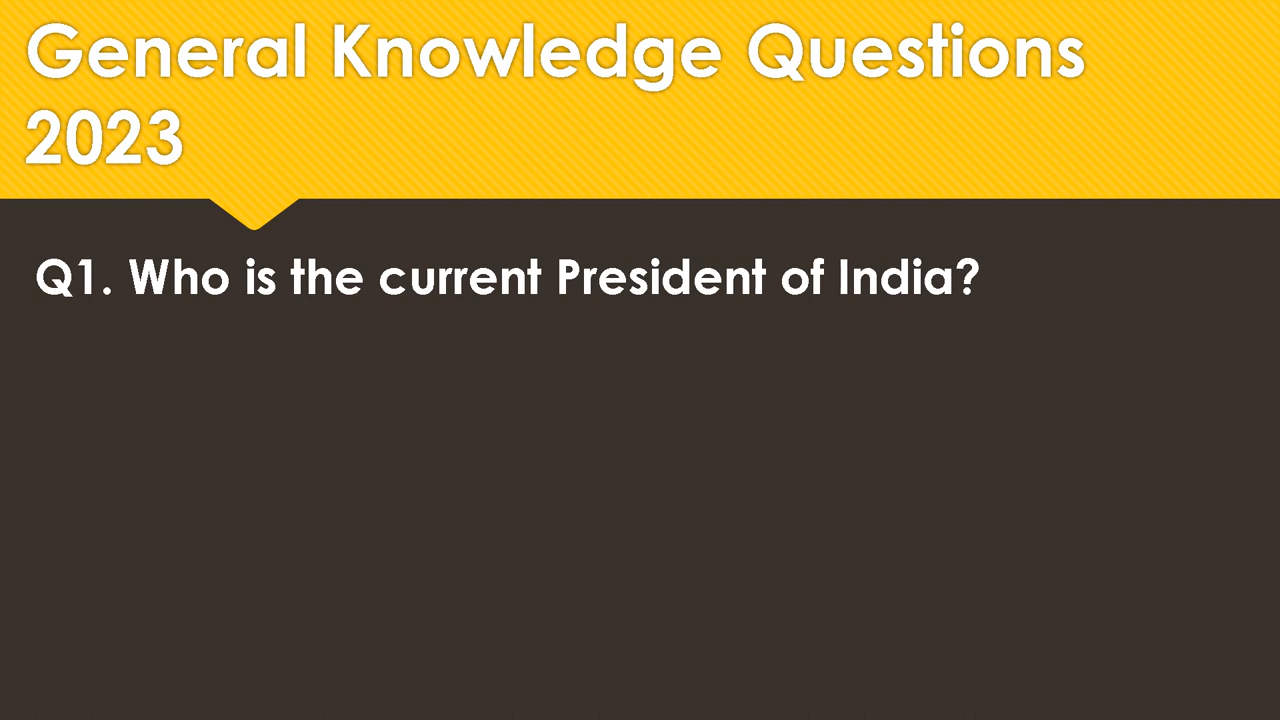 General Knowledge Questions
2023
Q1. Who is the current President of India?